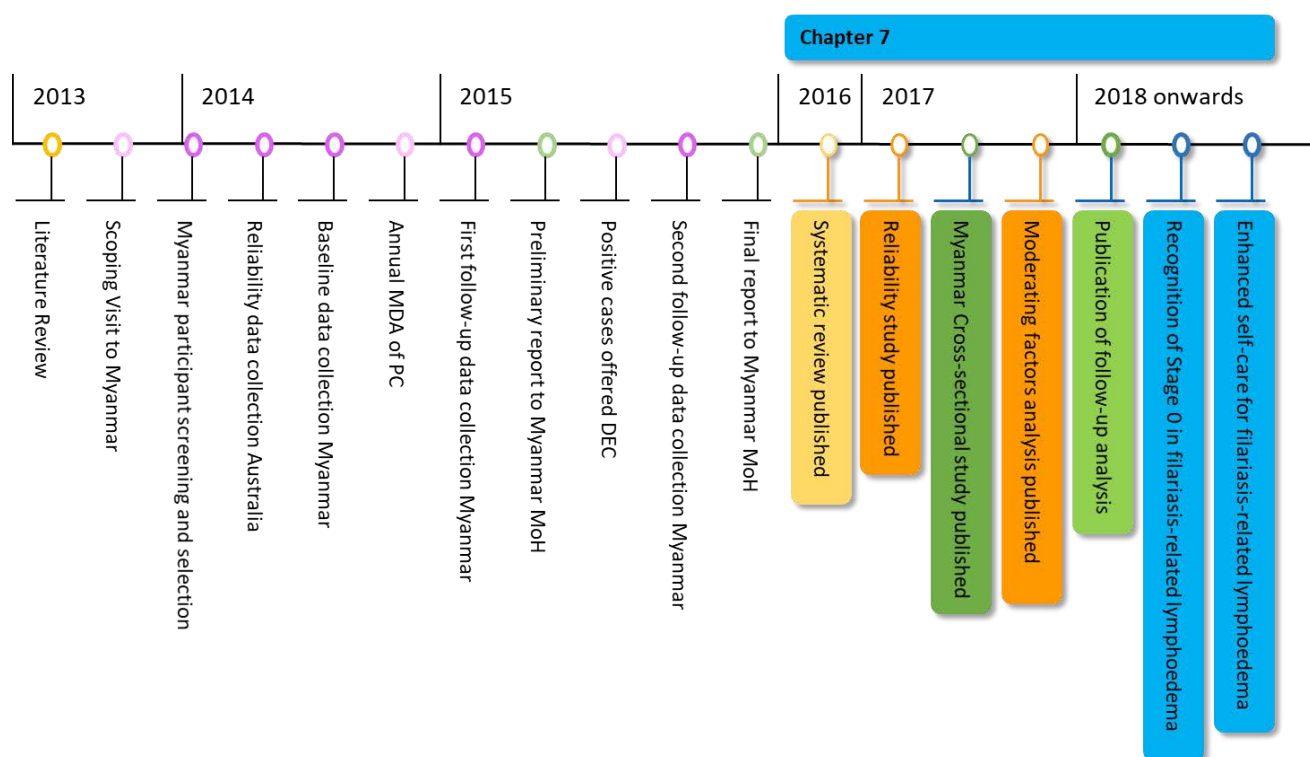 Chapter 7
2013
2014
2015
2016
2017
2018 onwards
Literature Review
Scoping Visit to Myanmar
Myanmar participant screening and selection
Reliability data collection Australia
Baseline data collection Myanmar
Annual MDA of PC
First follow-up data collection Myanmar
Preliminary report to Myanmar MoH
Positive cases offered DEC
Second follow-up data collection Myanmar
Final report to Myanmar MoH
Systematic review published
Reliability study published
Myanmar Cross-sectional study published
Moderating factors analysis published
Publication of follow-up analysis
Recognition of Stage 0 in filariasis-related lymphoedema
Enhanced self-care for filariasis-related lymphoedema